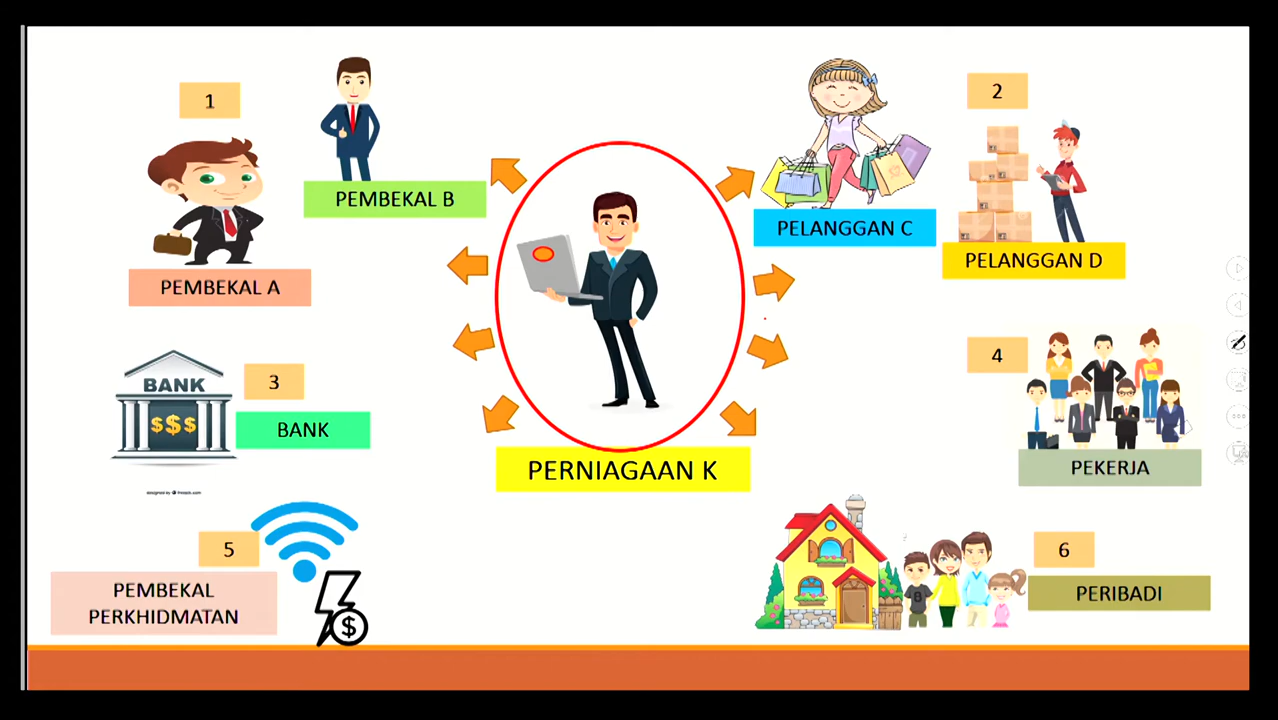 1
PEMBEKAL B
PEMBEKAL A
2
PELANGGAN C
PELANGGAN D
BANK
$$$
3
BANK
PERNIAGAAN K
4
PEKERJA
5
PEMBEKAL
PERKHIDMATAN
$
6
PERIBADI